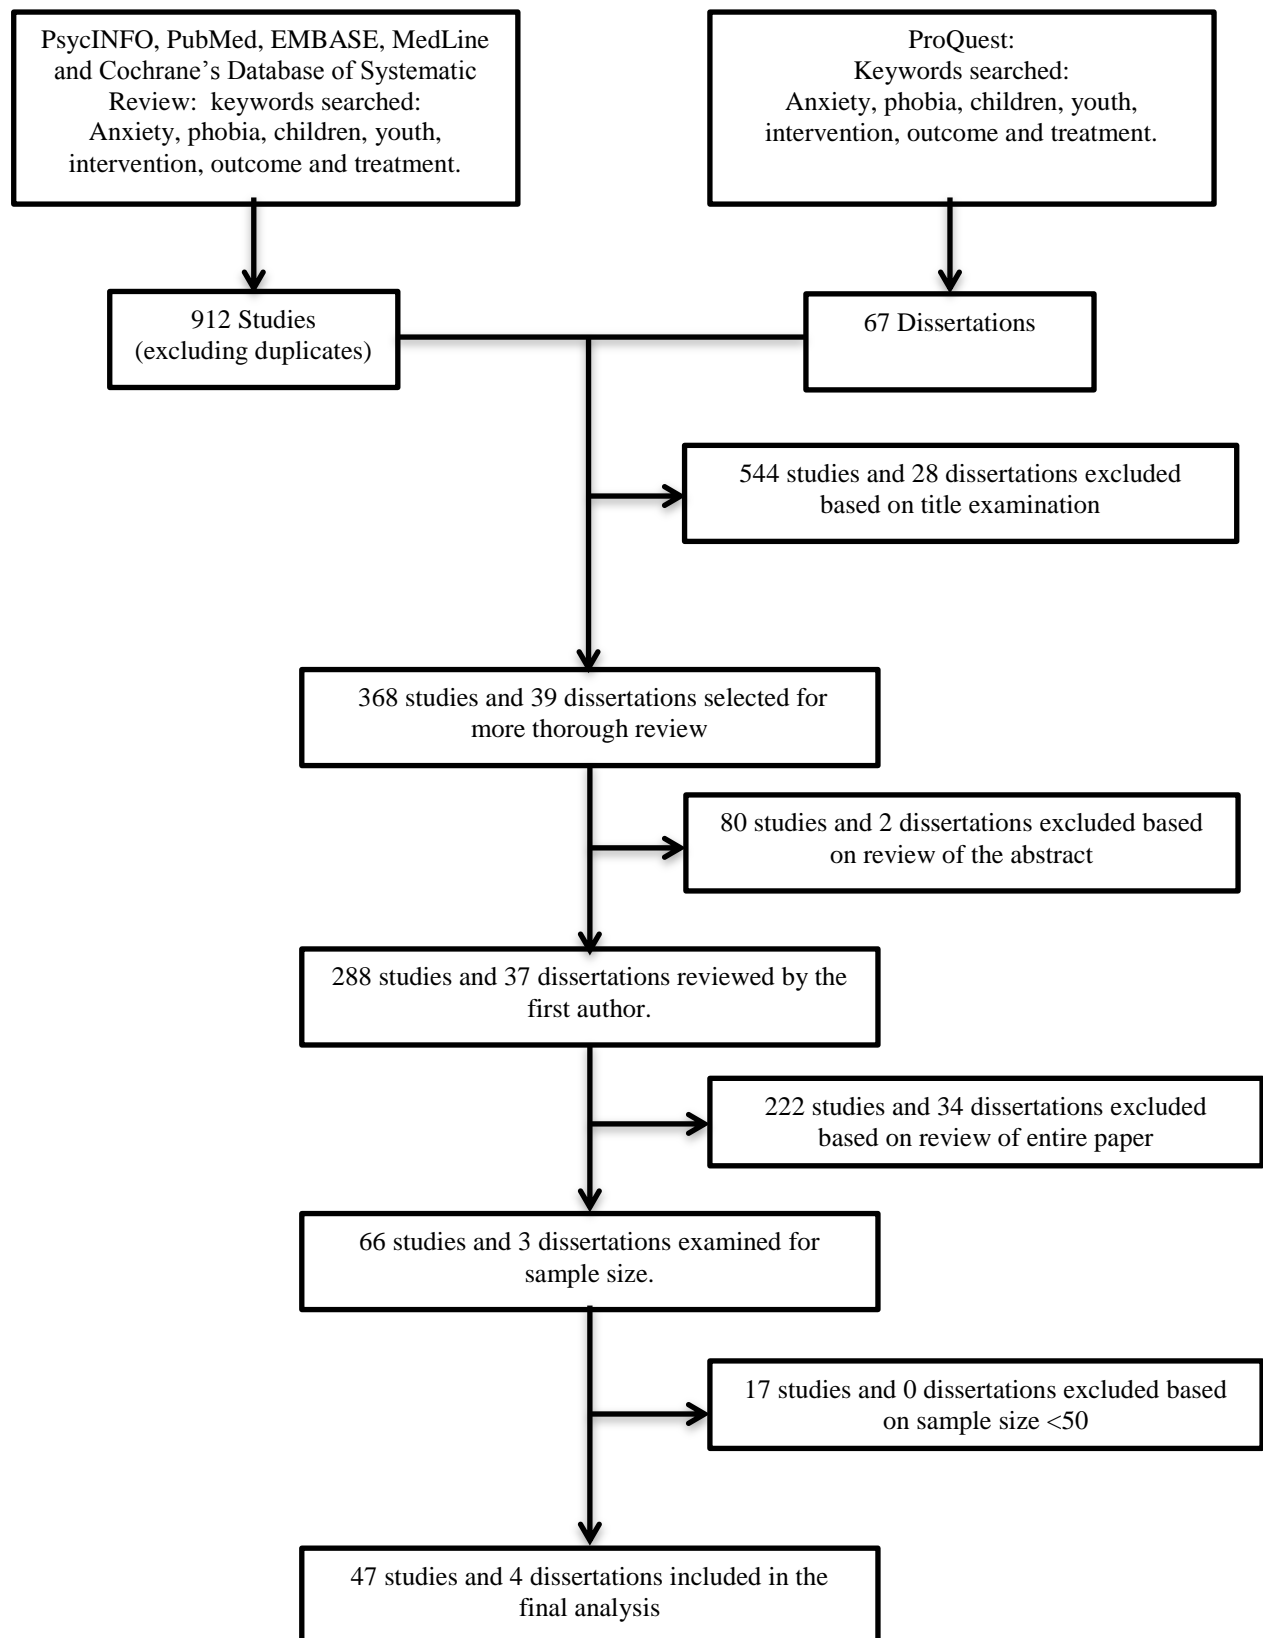 PsycINFO, PubMed, EMBASE, MedLine
and Cochrane’s Database of Systematic
Review: keywords searched:
Anxiety, phobia, children, youth,
intervention, outcome and treatment.
ProQuest:
Keywords searched:
Anxiety, phobia, children, youth,
intervention, outcome and treatment.
912 Studies
(excluding duplicates)
67 Dissertations
544 studies and 28 dissertations excluded
based on title examination
368 studies and 39 dissertations selected for
more thorough review
80 studies and 2 dissertations excluded based
on review of the abstract
288 studies and 37 dissertations reviewed by the
first author.
222 studies and 34 dissertations excluded
based on review of entire paper
66 studies and 3 dissertations examined for
sample size.
17 studies and 0 dissertations excluded based
on sample size <50
47 studies and 4 dissertations included in the
final analysis